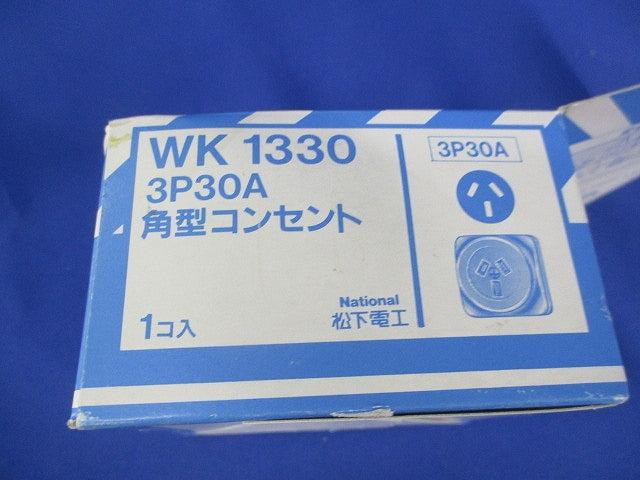 WK 1330
3P30A
角型コンセント
1コ入
National
松下電工
3P30A